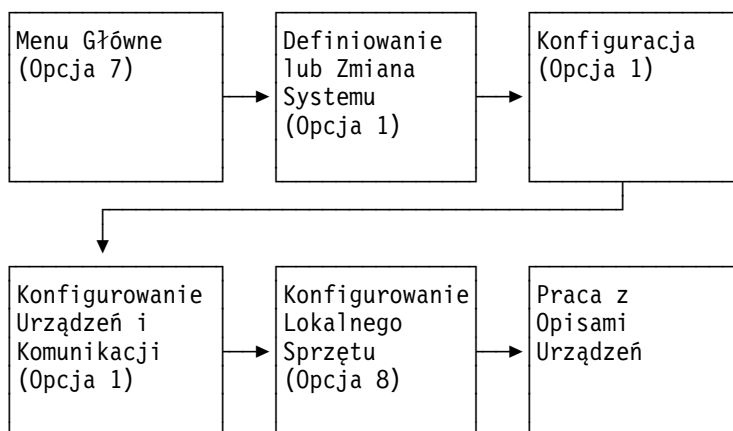 Menu Główne
(Opcja 7)
Definiowanie
lub Zmiana
Systemu
(Opcja 1)
Konfiguracja
(Opcja 1)
Konfigurowanie
Urządzeń i
Komunikacji
(Opcja 1)
Konfigurowanie
Lokalnego
Sprzętu
(Opcja 8)
Praca z
Opisami
Urządzeń